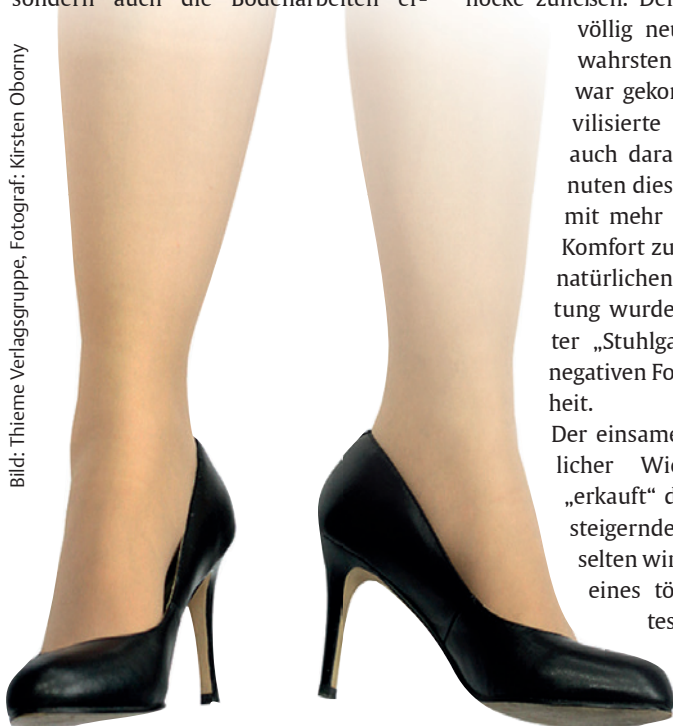 sondern auch die Bodenarbeiten er-
hocke zuließen. Der
völlig neu
wahrsten
war gekor
vilisierte
auch dara
nuten dies
mit mehr
Komfort zu
natürlichen
tung wurde
ter „Stuhlga
negativen Fo
heit.
Der einsame
licher Wie
„erkauft“ d
steigernde
selten wir
eines tö
tes
Bild: Thieme Verlagsgruppe, Fotograf: Kirsten Oborny